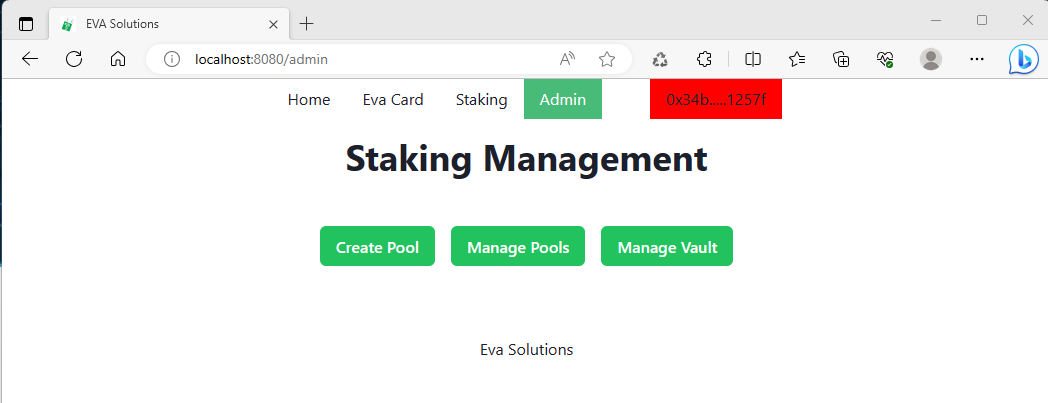 EVA Solutions
localhost:8080/admin
Home Eva Card Staking Admin 0x34b.....1257f
Staking Management
Create Pool Manage Pools Manage Vault
Eva Solutions